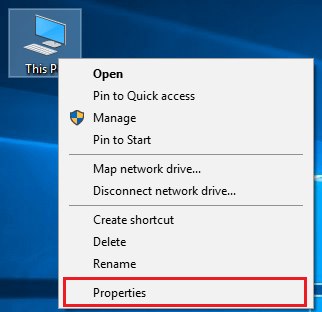 This P
Open
Pin to Quick access
Manage
Pin to Start
Map network drive...
Disconnect network drive...
Create shortcut
Delete
Rename
Properties